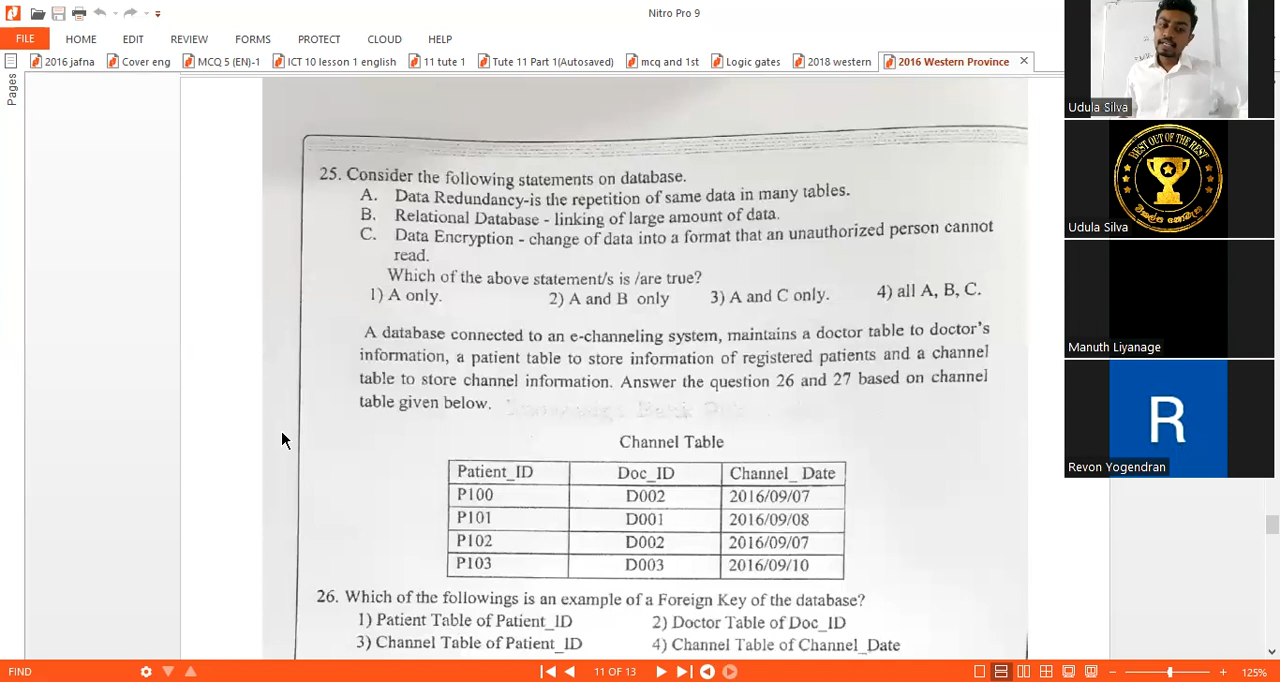 Nitro Pro 9
FILE HOME EDIT REVIEW FORMS PROTECT CLOUD HELP
2016 jafna Cover eng MCQ 5 (EN)-1 ICT 10 lesson 1 english 11 tute 1 Tute 11 Part 1(Autosaved) mcq and 1st Logic gates 2018 western 2016 Western Province
Pages
25. Consider the following statements on database.
A. Data Redundancy-is the repetition of same data in many tables.
B. Relational Database - linking of large amount of data.
C. Data Encryption - change of data into a format that an unauthorized person cannot
read.
Which of the above statement/s is /are true?
1) A only. 2) A and B only 3) A and C only. 4) all A, B, C.
A database connected to an e-channeling system, maintains a doctor table to doctor's
information, a patient table to store information of registered patients and a channel
table to store channel information. Answer the question 26 and 27 based on channel
table given below.
Channel Table
Patient_ID Doc_ID Channel_ Date
P100 D002 2016/09/07
P101 D001 2016/09/08
P102 D002 2016/09/07
P103 D003 2016/09/10
26. Which of the followings is an example of a Foreign Key of the database?
1) Patient Table of Patient_ID 2) Doctor Table of Doc_ID
3) Channel Table of Patient_ID 4) Channel Table of Channel_Date
Udula Silva
BEST OUT OF THE REST
Udula Silva
Manuth Liyanage
R
Revon Yogendran
FIND 11 OF 13 125%